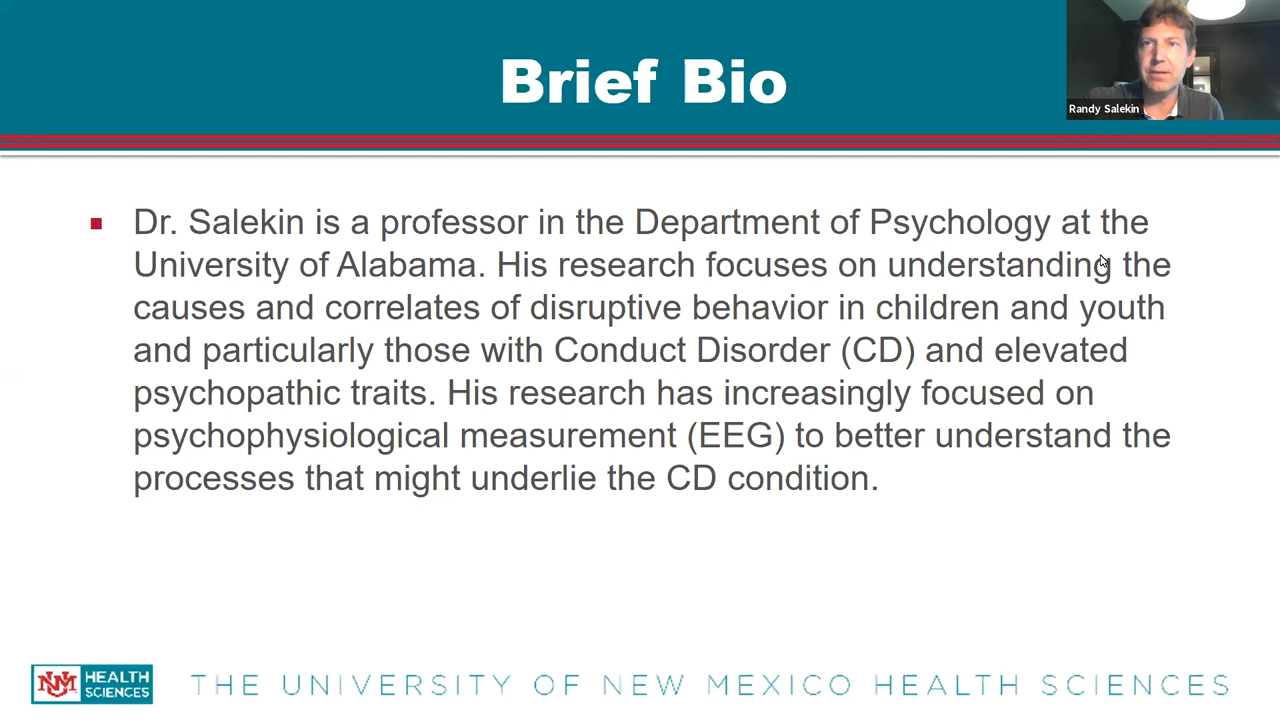 Brief Bio
Randy Salekin
Dr. Salekin is a professor in the Department of Psychology at the
University of Alabama. His research focuses on understanding the
causes and correlates of disruptive behavior in children and youth
and particularly those with Conduct Disorder (CD) and elevated
psychopathic traits. His research has increasingly focused on
psychophysiological measurement (EEG) to better understand the
processes that might underlie the CD condition.
UNM HEALTH
SCIENCES
THE UNIVERSITY OF NEW MEXICO HEALTH SCIENCES